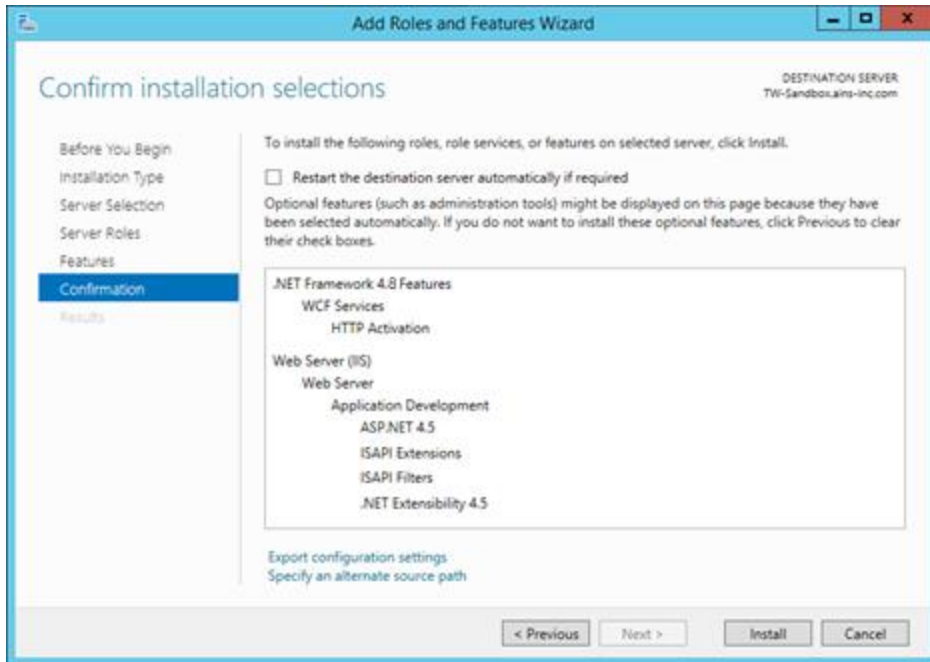 Add Roles and Features Wizard
Confirm installation selections
DESTINATION SERVER
TW-Sandbox.ains-inc.com
Before You Begin
Installation Type
Server Selection
Server Roles
Features
Confirmation
Results
To install the following roles, role services, or features on selected server, click Install.
Restart the destination server automatically if required
Optional features (such as administration tools) might be displayed on this page because they have
been selected automatically. If you do not want to install these optional features, click Previous to clear
their check boxes.
.NET Framework 4.8 Features
WCF Services
HTTP Activation
Web Server (IIS)
Web Server
Application Development
ASP.NET 4.5
ISAPI Extensions
ISAPI Filters
.NET Extensibility 4.5
Export configuration settings
Specify an alternate source path
< Previous
Next >
Install
Cancel